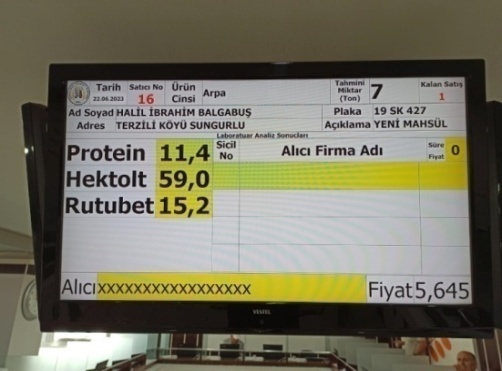 Tarih Satıcı No Ürün Cinsi Arpa Tahmini Miktar (Ton) 7 Kalan Satış
22.06.2023 16 1
Ad Soyad HALİL İBRAHİM BALGABUŞ Plaka 19 SK 427
Adres TERZİLİ KÖYÜ SUNGURLU Açıklama YENİ MAHSÜL
Laboratuar Analiz Sonuçları
Protein 11,4 Sicil No Alıcı Firma Adı Süre Fiyat 0
Hektolt 59,0
Rutubet 15,2
Alıcı xxxxxxxxxxxxxxxxx Fiyat 5,645
VESTEL